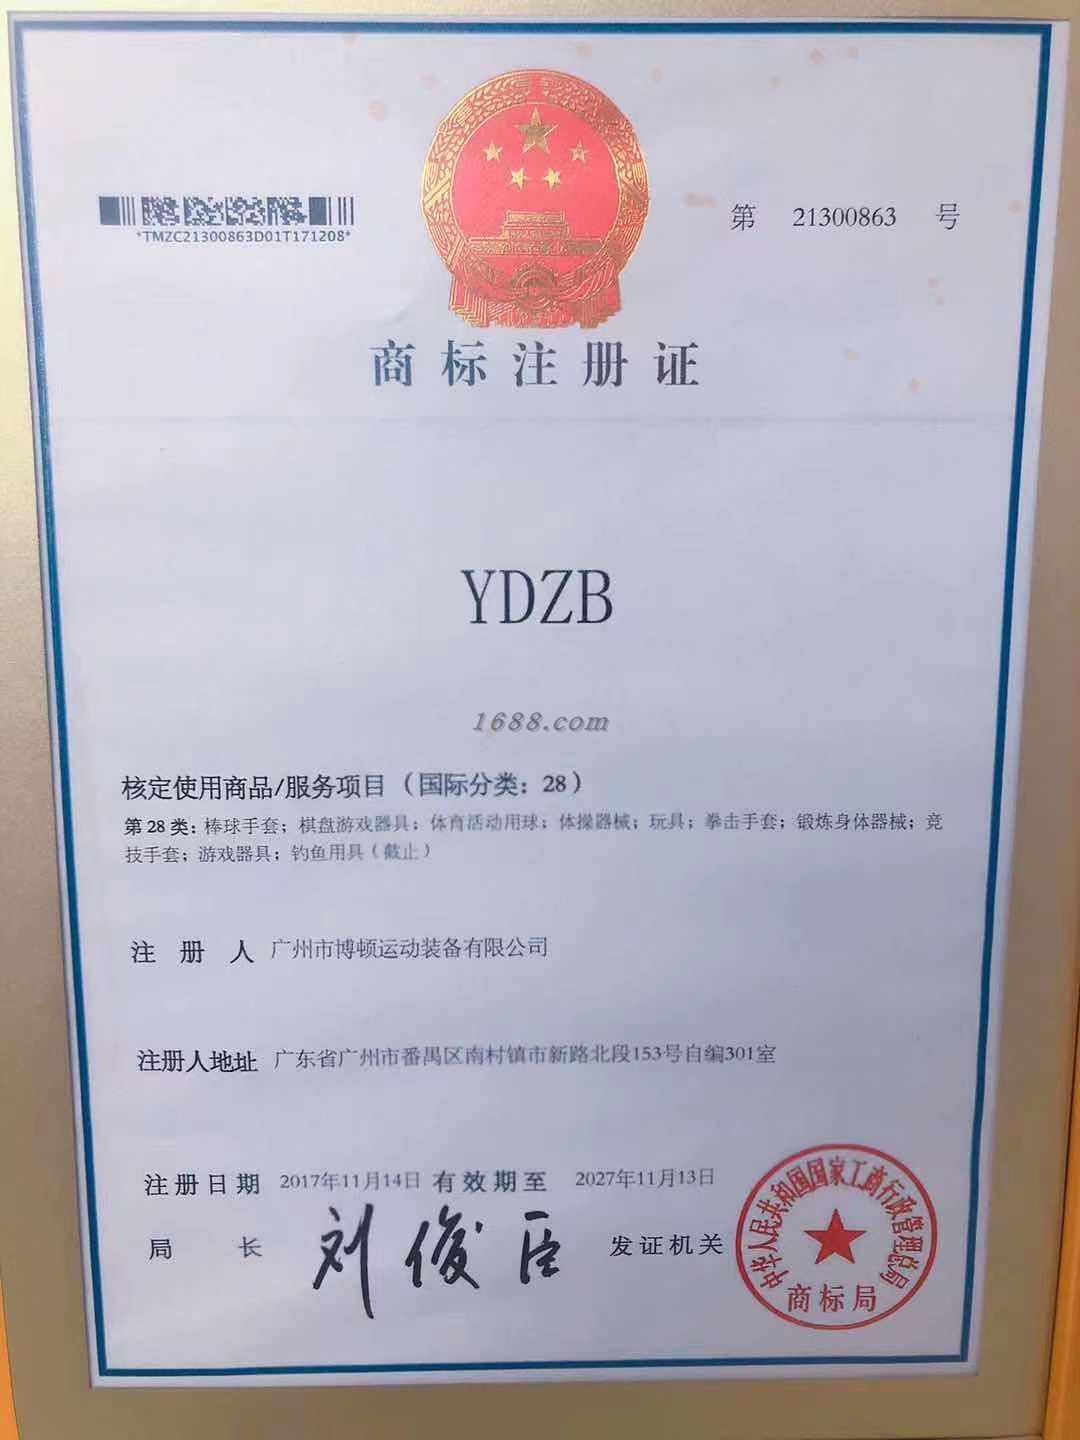 *TMZC21300863D01T171208*
第 21300863 号
商标注册证
YDZB
1688.com
核定使用商品/服务项目（国际分类：28）
第 28 类：棒球手套；棋盘游戏器具；体育活动用球；体操器械；玩具；拳击手套；锻炼身体器械；竞
技手套；游戏器具；钓鱼用具（截止）
注 册 人 广州市博顿运动装备有限公司
注册人地址 广东省广州市番禺区南村镇市新路北段153号自编301室
注册日期 2017年11月14日 有效期至 2027年11月13日
局 长 刘俊臣 发证机关
中华人民共和国国家工商行政管理总局
商标局